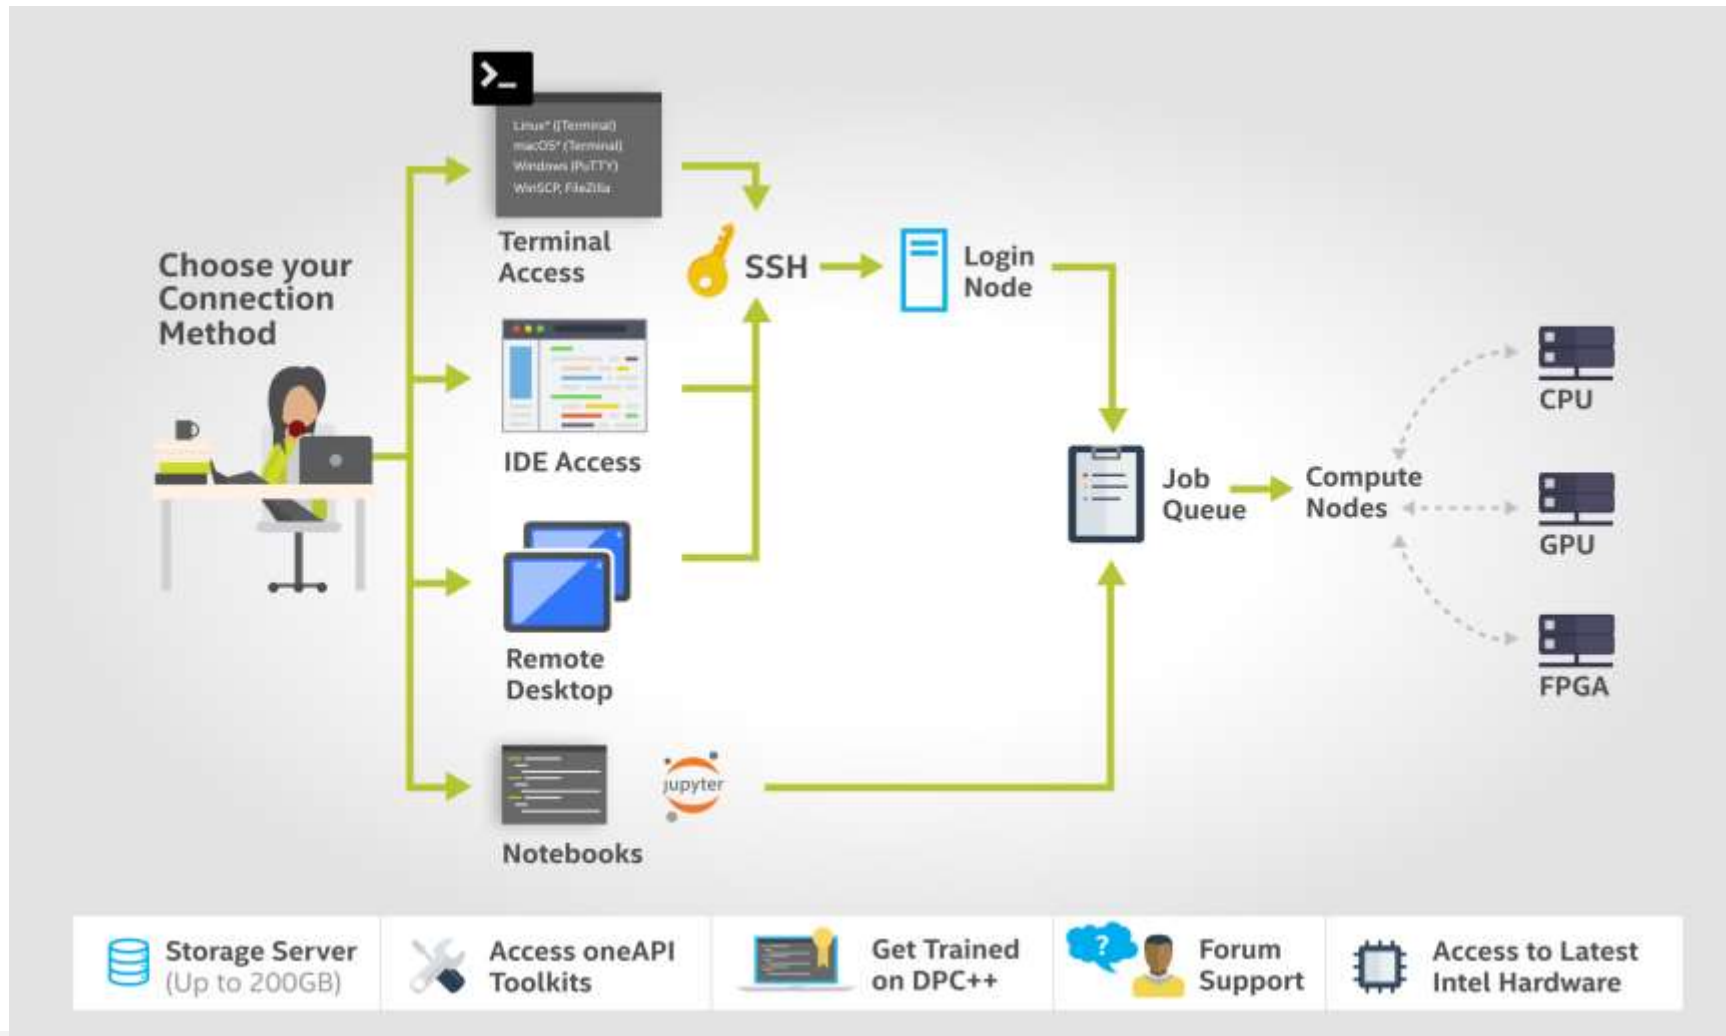 Choose your
Connection
Method
>_
Linux* ([Terminal)
macOS* (Terminal)
Windows (PuTTY)
WinSCP, FileZilla
Terminal
Access
IDE Access
Remote
Desktop
Notebooks
jupyter
SSH
Login
Node
Job
Queue
Compute
Nodes
CPU
GPU
FPGA
Storage Server
(Up to 200GB)
Access oneAPI
Toolkits
Get Trained
on DPC++
?
Forum
Support
Access to Latest
Intel Hardware